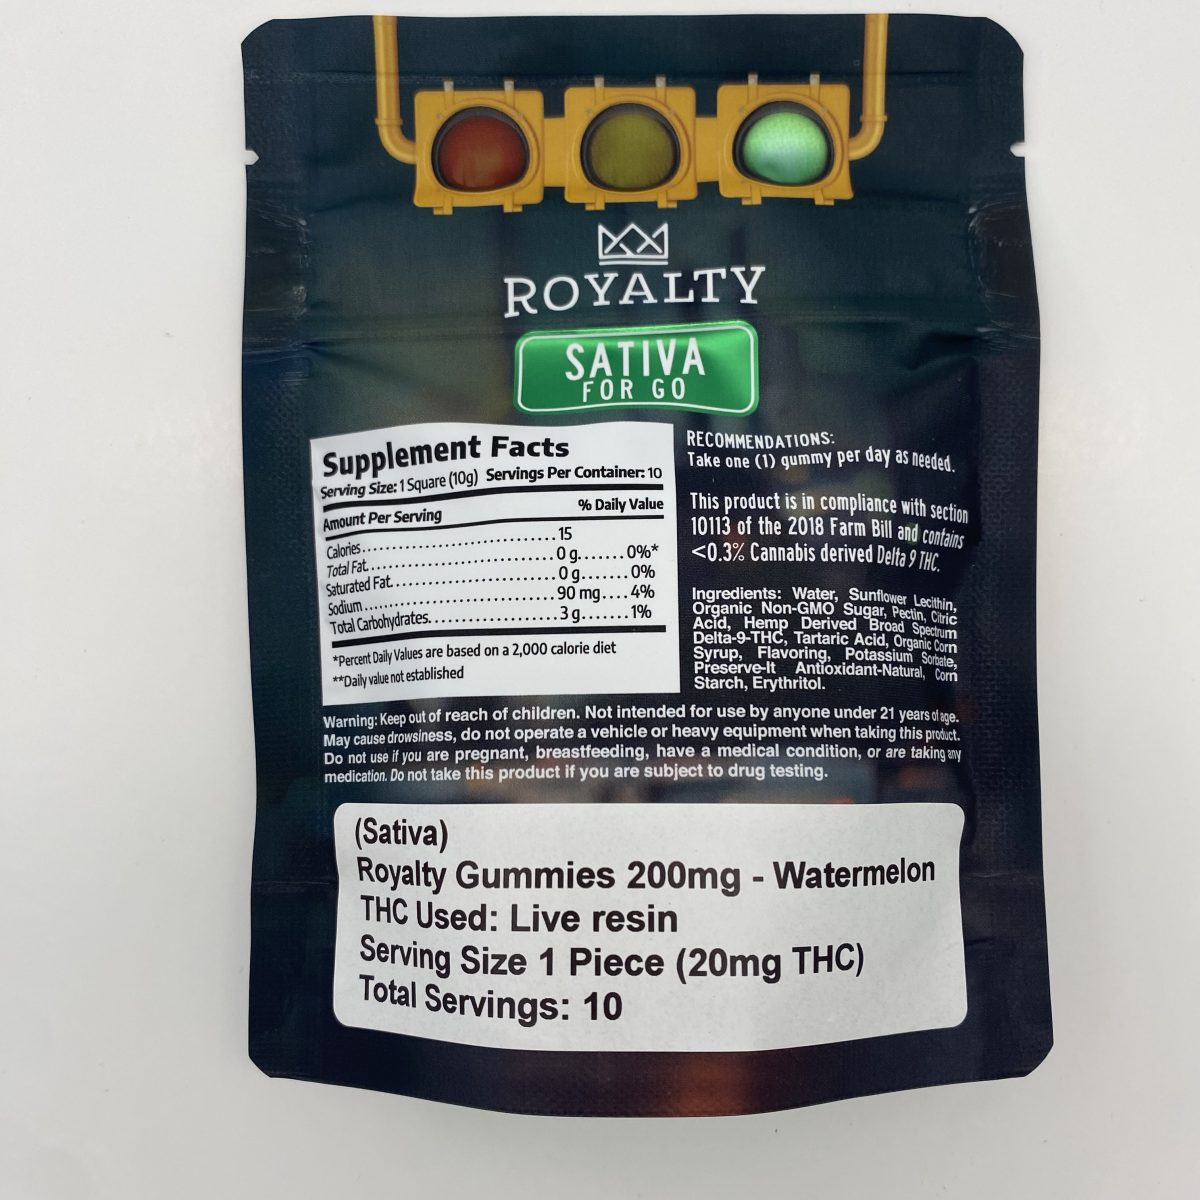 ROYALTY
SATIVA
FOR GO
Supplement Facts
Serving Size: 1 Square (10g) Servings Per Container: 10
Amount Per Serving % Daily Value
Calories....................................15
Total Fat....................................0 g.......0%*
Saturated Fat..............................0 g.......0%
Sodium....................................90 mg....4%
Total Carbohydrates......................3 g.......1%
*Percent Daily Values are based on a 2,000 calorie diet
**Daily value not established
RECOMMENDATIONS:
Take one (1) gummy per day as needed.
This product is in compliance with section
10113 of the 2018 Farm Bill and contains
<0.3% Cannabis derived Delta 9 THC.
Ingredients: Water, Sunflower Lecithin,
Organic Non-GMO Sugar, Pectin, Citric
Acid, Hemp Derived Broad Spectrum
Delta-9-THC, Tartaric Acid, Organic Corn
Syrup, Flavoring, Potassium Sorbate,
Preserve-It Antioxidant-Natural, Corn
Starch, Erythritol.
Warning: Keep out of reach of children. Not intended for use by anyone under 21 years of age.
May cause drowsiness, do not operate a vehicle or heavy equipment when taking this product.
Do not use if you are pregnant, breastfeeding, have a medical condition, or are taking any
medication. Do not take this product if you are subject to drug testing.
(Sativa)
Royalty Gummies 200mg - Watermelon
THC Used: Live resin
Serving Size 1 Piece (20mg THC)
Total Servings: 10